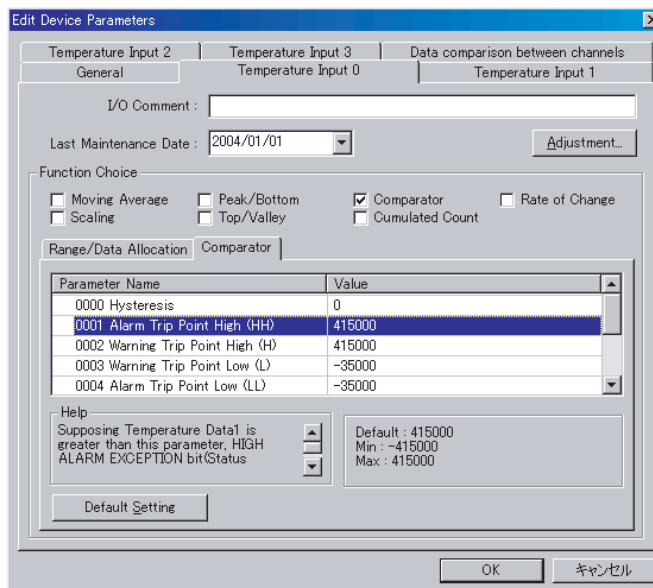 Edit Device Parameters
Temperature Input 2 Temperature Input 3 Data comparison between channels
General Temperature Input 0 Temperature Input 1
I/O Comment :
Last Maintenance Date : 2004/01/01 Adjustment...
Function Choice
Moving Average Peak/Bottom Comparator Rate of Change
Scaling Top/Valley Cumulated Count
Range/Data Allocation Comparator
Parameter Name Value
0000 Hysteresis 0
0001 Alarm Trip Point High (HH) 415000
0002 Warning Trip Point High (H) 415000
0003 Warning Trip Point Low (L) -35000
0004 Alarm Trip Point Low (LL) -35000
Help
Supposing Temperature Data1 is
greater than this parameter, HIGH
ALARM EXCEPTION bit(Status
Default : 415000
Min : -415000
Max : 415000
Default Setting
OK キャンセル